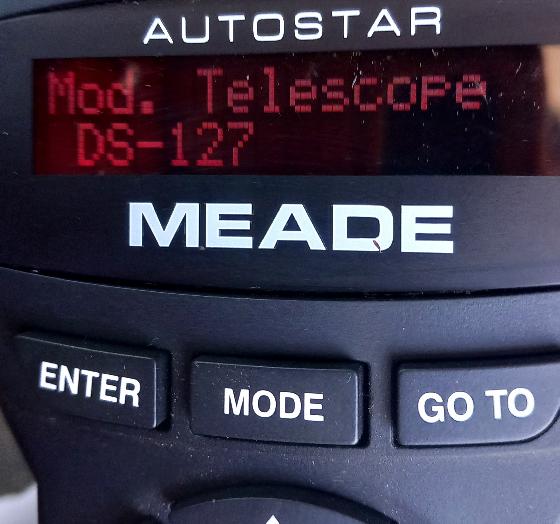 AUTOSTAR
Mod. Telescope
DS-127
MEADE
ENTER MODE GO TO